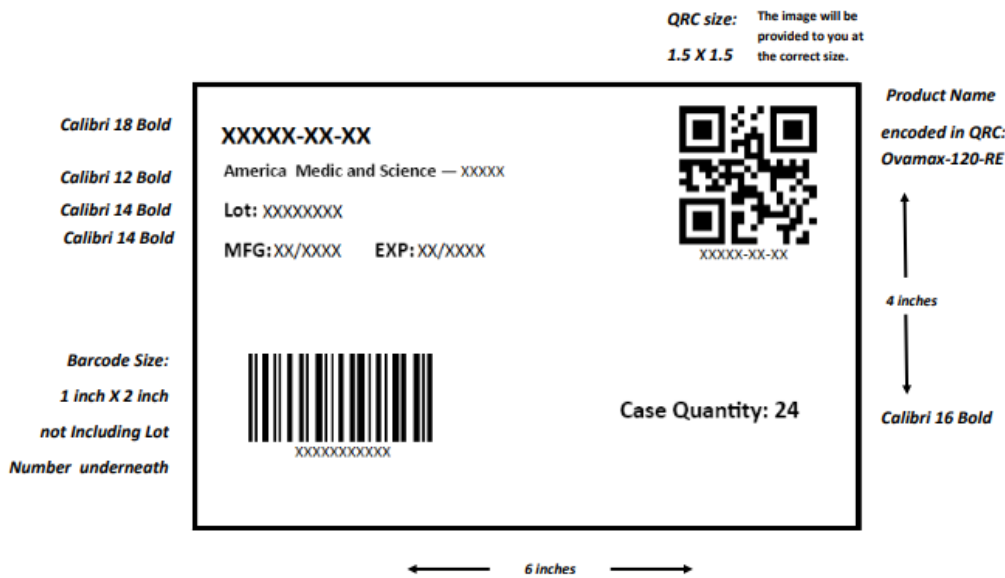 QRC size:
1.5 X 1.5
The image will be
provided to you at
the correct size.
Calibri 18 Bold
Calibri 12 Bold
Calibri 14 Bold
Calibri 14 Bold
XXXXX-XX-XX
America Medic and Science — XXXXX
Lot: XXXXXXXX
MFG: XX/XXXX EXP: XX/XXXX
XXXXX-XX-XX
Product Name
encoded in QRC:
Ovamax-120-RE
4 inches
Barcode Size:
1 inch X 2 inch
not Including Lot
Number underneath
XXXXXXXXXXX
Case Quantity: 24
Calibri 16 Bold
6 inches